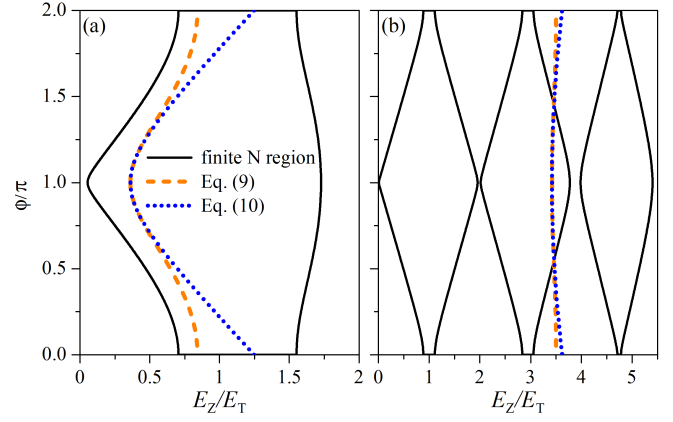 (a)
(b)
2.0
1.5
1.0
0.5
0.0
ϕ/π
finite N region
Eq. (9)
Eq. (10)
0 0.5 1 1.5 2
E_Z/E_T
0 1 2 3 4 5
E_Z/E_T